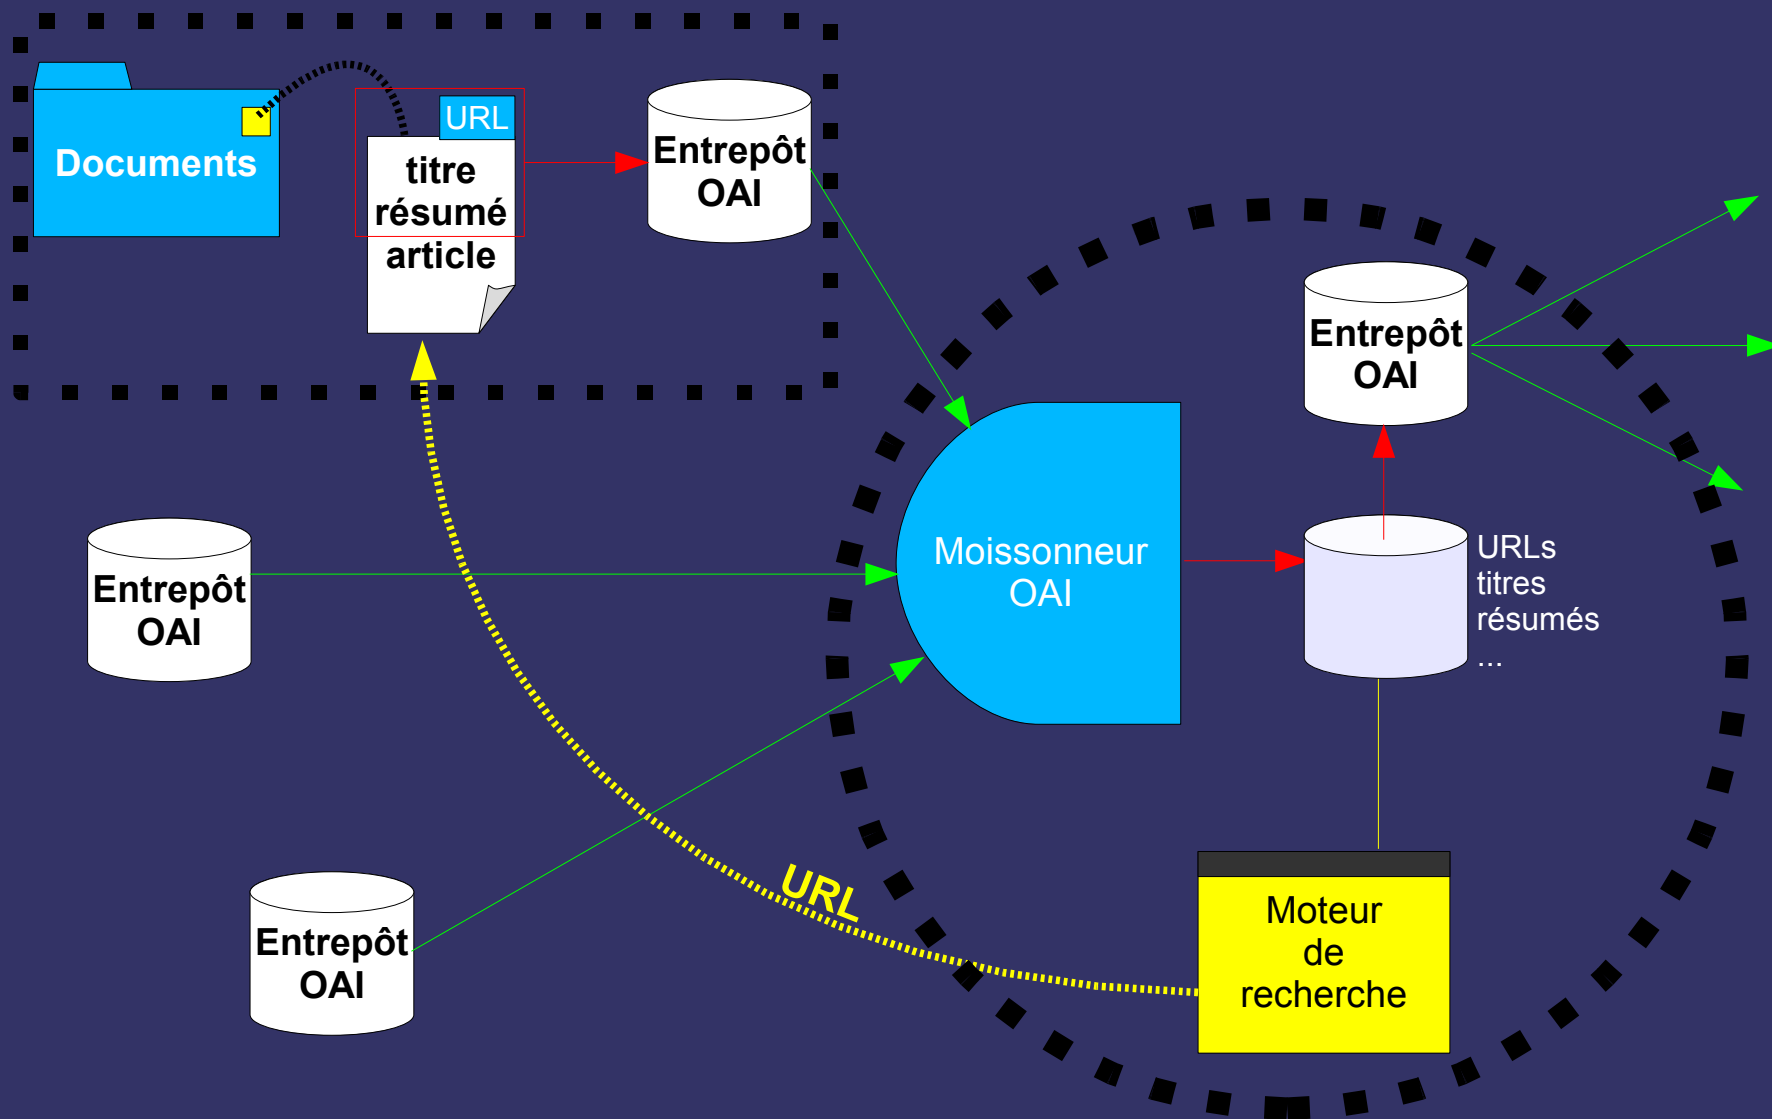 Documents
URL
titre
résumé
article
Entrepôt
OAI
Entrepôt
OAI
Entrepôt
OAI
Moissonneur
OAI
URLs
titres
résumés
...
Entrepôt
OAI
URL
Moteur
de
recherche